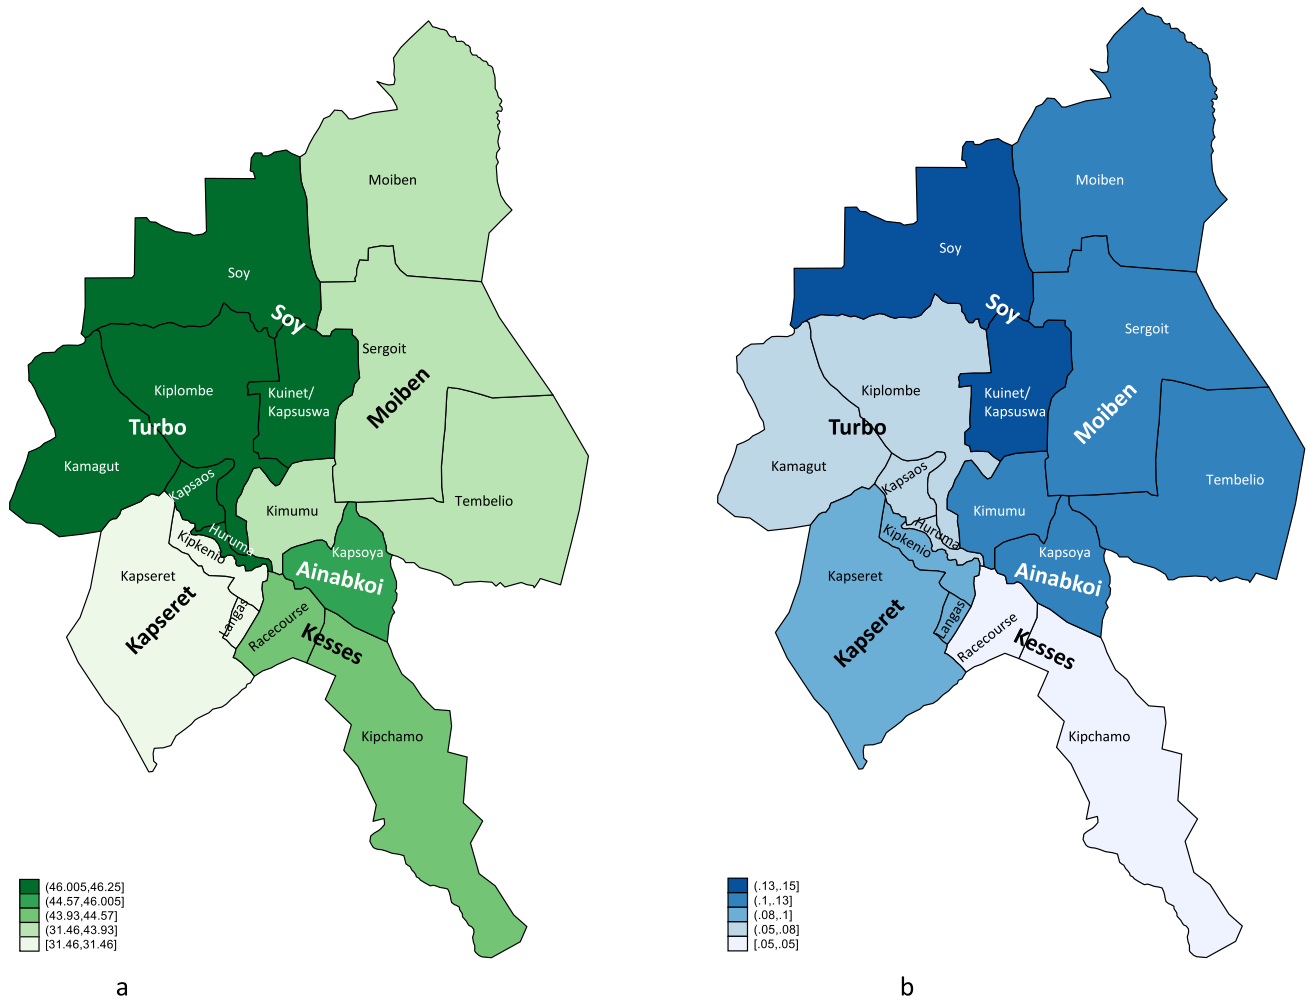 Moiben
Soy
Soy
Sergoit
Kiplombe
Kuinet/
Kapsuswa
Moiben
Turbo
Kamagut
Kapsaos
Tembelio
Kimumu
Huruma
Kipkenio
Kapsoya
Ainabkoi
Kapseret
Kapseret
Langas
Racecourse
Kesses
Kipchamo
(46.005,46.25]
(44.57,46.005]
(43.93,44.57]
(31.46,43.93]
[31.46,31.46]
a
Moiben
Soy
Soy
Sergoit
Kiplombe
Kuinet/
Kapsuswa
Moiben
Turbo
Kamagut
Kapsaos
Tembelio
Kimumu
Huruma
Kipkenio
Kapsoya
Ainabkoi
Kapseret
Kapseret
Langas
Racecourse
Kesses
Kipchamo
(.13,.15]
(.1,.13]
(.08,.1]
(.05,.08]
[.05,.05]
b